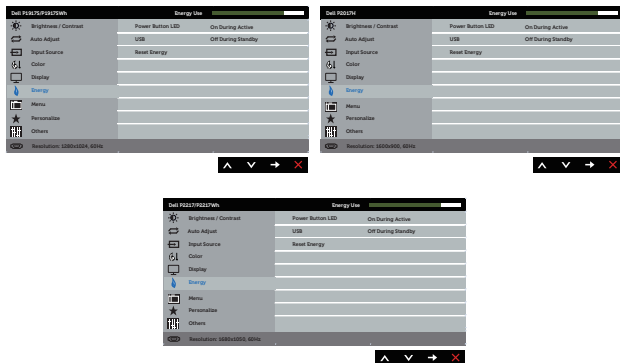 Dell P1917S/P1917SWh Energy Use
Brightness / Contrast Power Button LED On During Active
Auto Adjust USB Off During Standby
Input Source Reset Energy
Color
Display
Energy
Menu
Personalize
Others
Resolution: 1280x1024, 60Hz
Dell P2017H Energy Use
Brightness / Contrast Power Button LED On During Active
Auto Adjust USB Off During Standby
Input Source Reset Energy
Color
Display
Energy
Menu
Personalize
Others
Resolution: 1600x900, 60Hz
Dell P2217/P2217Wh Energy Use
Brightness / Contrast Power Button LED On During Active
Auto Adjust USB Off During Standby
Input Source Reset Energy
Color
Display
Energy
Menu
Personalize
Others
Resolution: 1680x1050, 60Hz